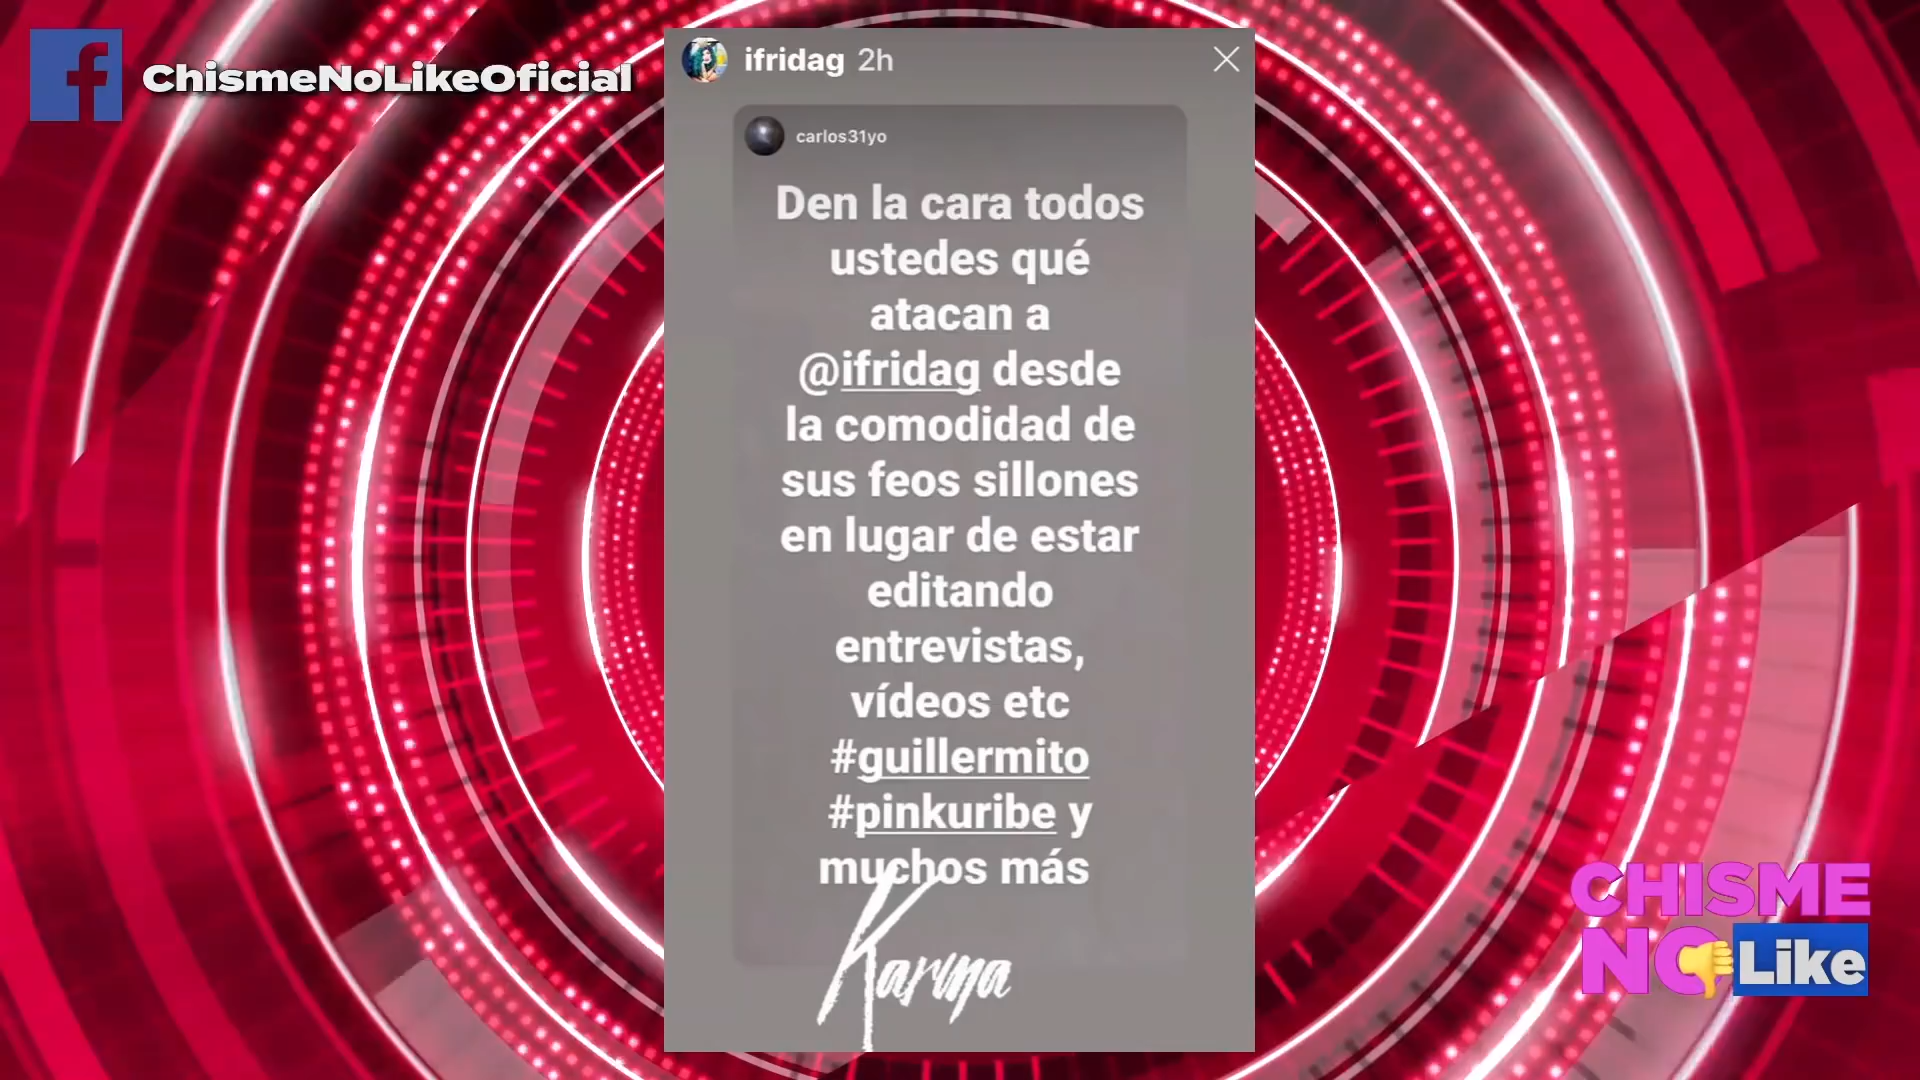 ChismeNoLikeOficial
ifridag 2h
carlos31yo
Den la cara todos
ustedes qué
atacan a
@ifridag desde
la comodidad de
sus feos sillones
en lugar de estar
editando
entrevistas,
vídeos etc
#guillermito
#pinkuribe y
muchos más
Karma
CHISME
NO Like